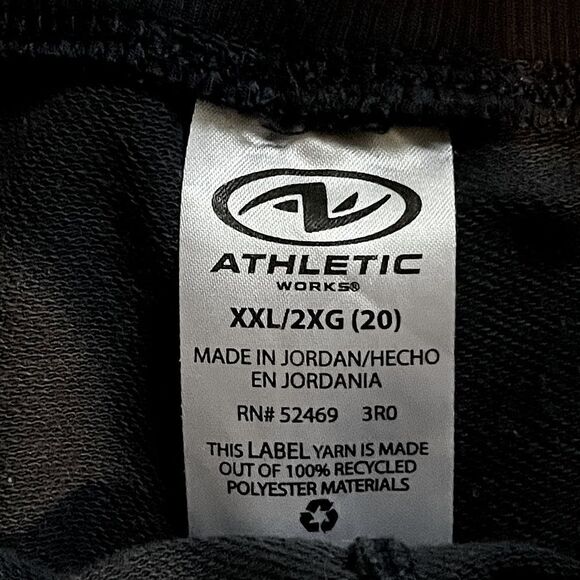 ATHLETIC
WORKS®
XXL/2XG (20)
MADE IN JORDAN/HECHO
EN JORDANIA
RN# 52469 3R0
THIS LABEL YARN IS MADE
OUT OF 100% RECYCLED
POLYESTER MATERIALS